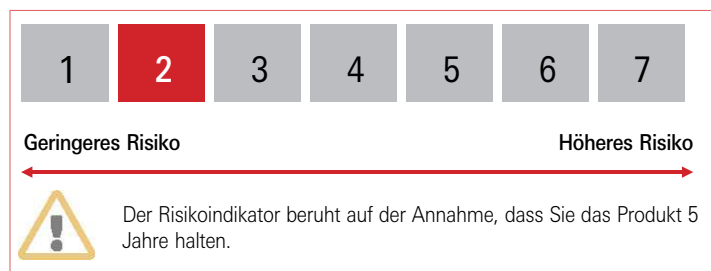 1 2 3 4 5 6 7
Geringeres Risiko Höheres Risiko
Der Risikoindikator beruht auf der Annahme, dass Sie das Produkt 5
Jahre halten.